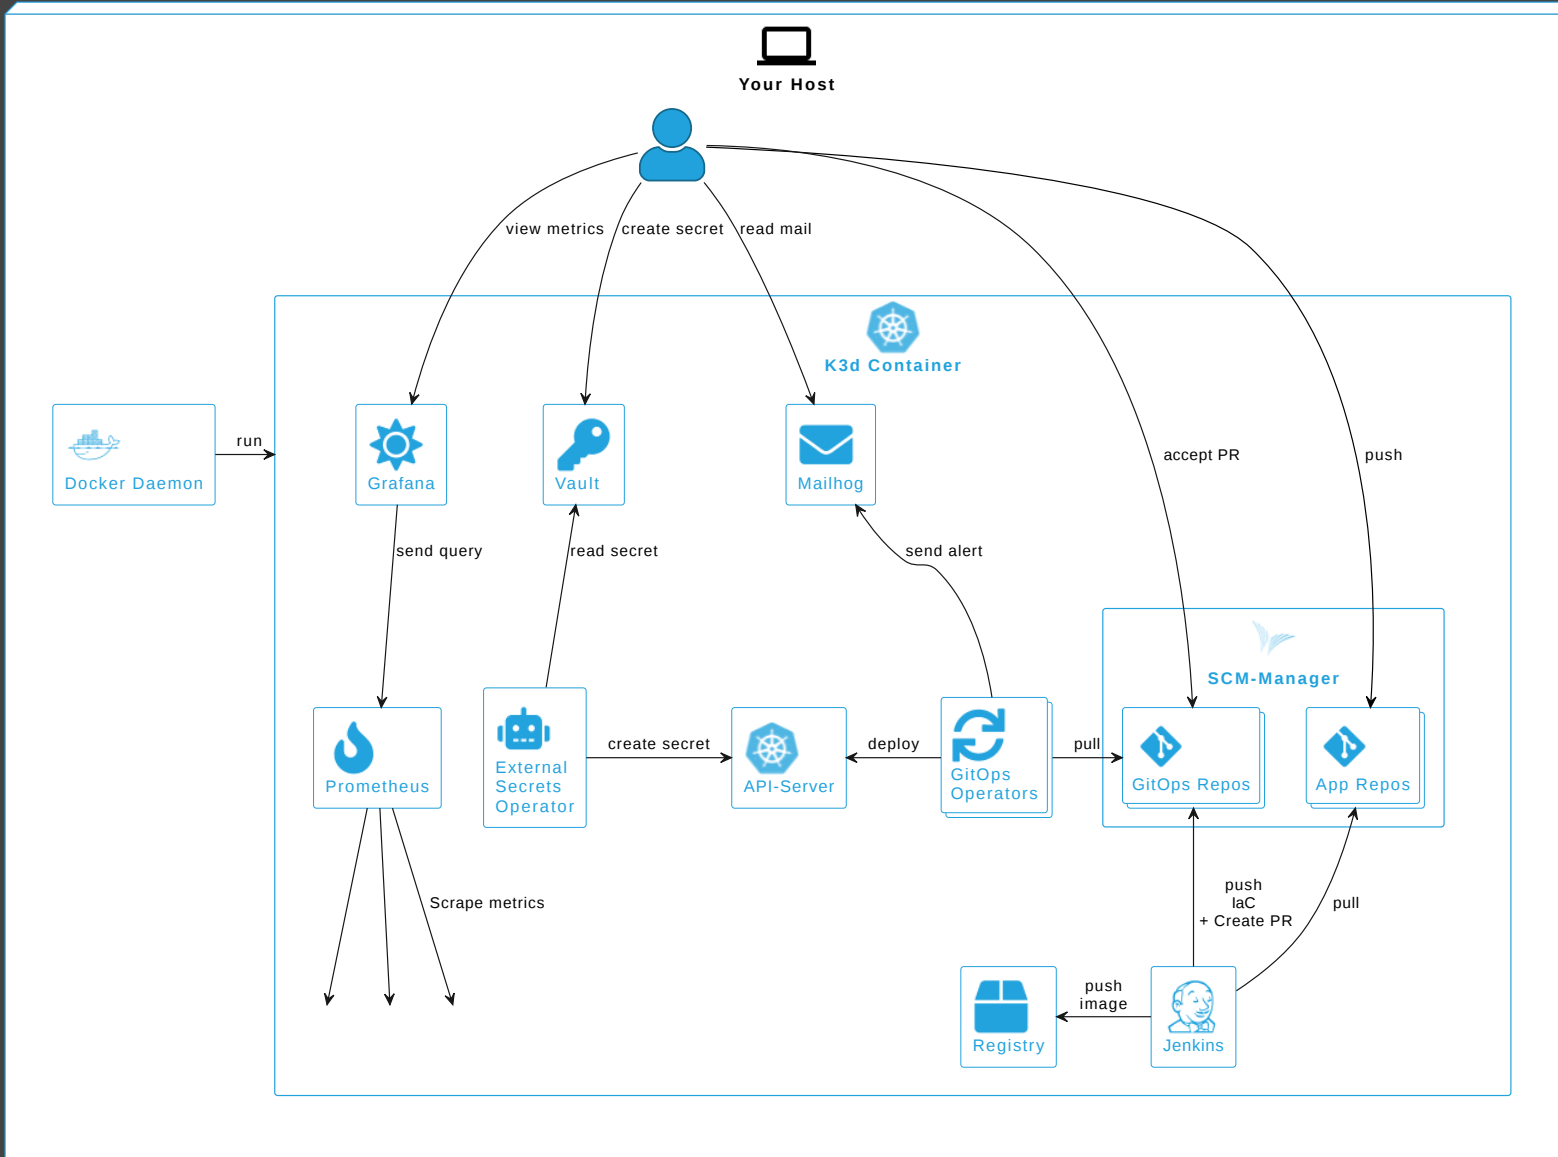 Your Host
view metrics
create secret
read mail
K3d Container
run
accept PR
push
Docker Daemon
Grafana
Vault
Mailhog
send query
read secret
send alert
SCM-Manager
create secret
deploy
pull
Prometheus
External
Secrets
Operator
API-Server
GitOps
Operators
GitOps Repos
App Repos
Scrape metrics
push
IaC
+ Create PR
pull
push
image
Registry
Jenkins